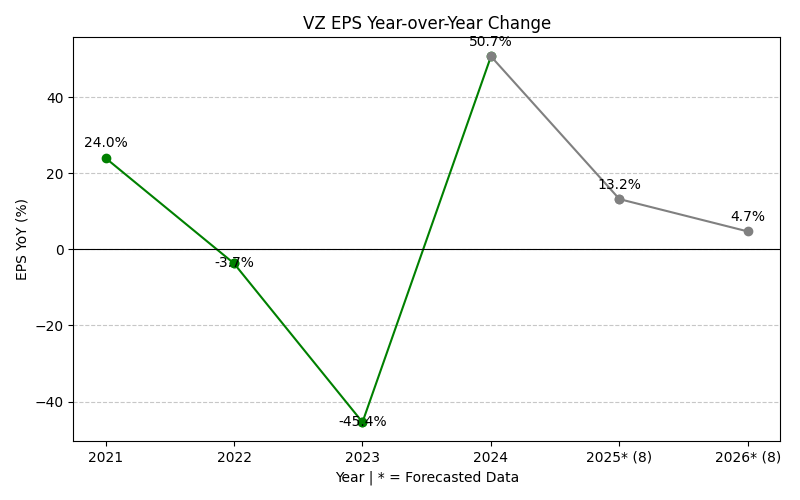 VZ EPS Year-over-Year Change
EPS YoY (%)
40
20
0
−20
−40
24.0%
-3.7%
-45.4%
50.7%
13.2%
4.7%
2021 2022 2023 2024 2025* (8) 2026* (8)
Year | * = Forecasted Data